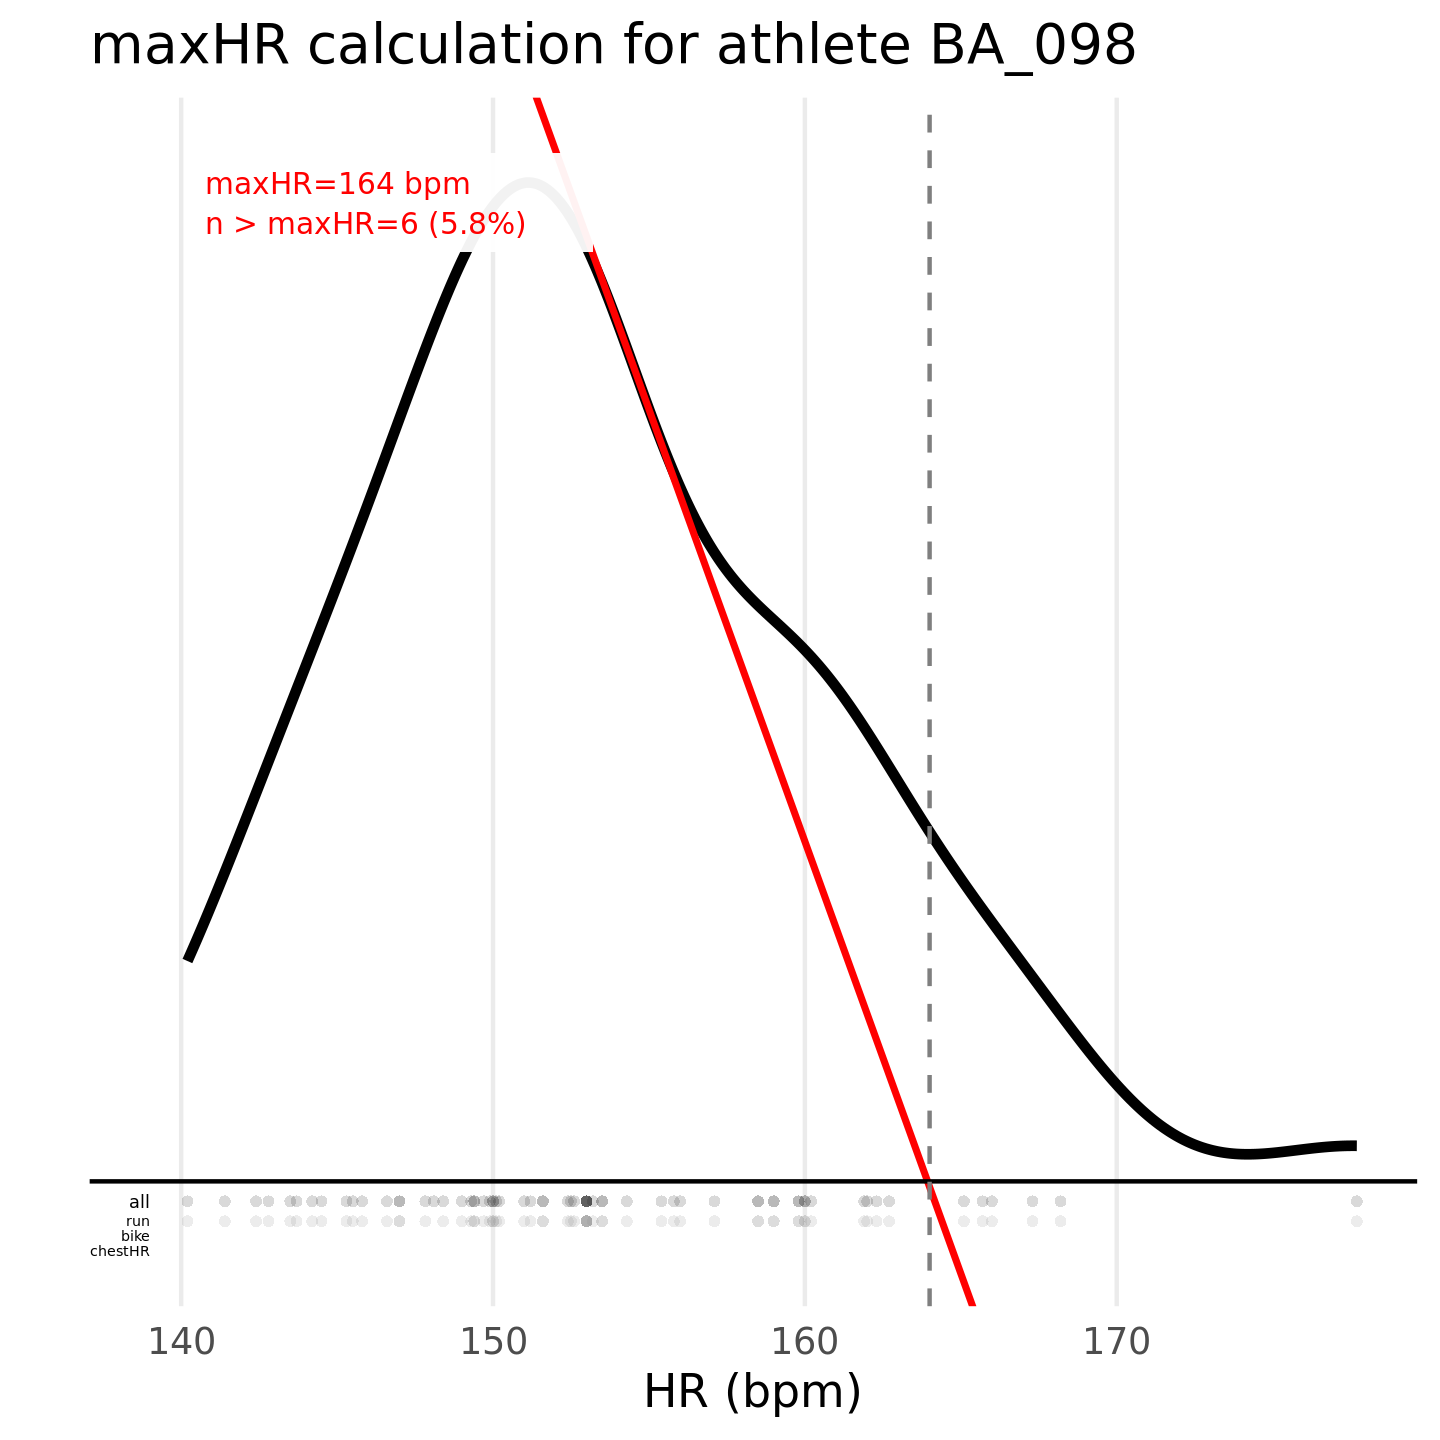 maxHR calculation for athlete BA_098
maxHR=164 bpm
n > maxHR=6 (5.8%)
all
run
bike
chestHR
140 150 160 170
HR (bpm)